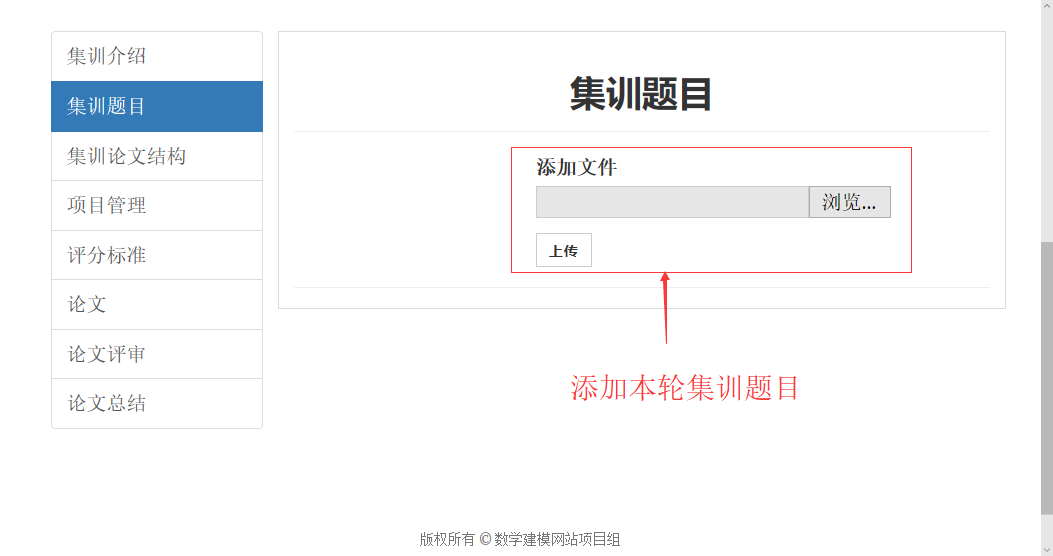 集训介绍
集训题目
集训论文结构
项目管理
评分标准
论文
论文评审
论文总结
集训题目
添加文件
浏览...
上传
添加本轮集训题目
版权所有 © 数学建模网站项目组